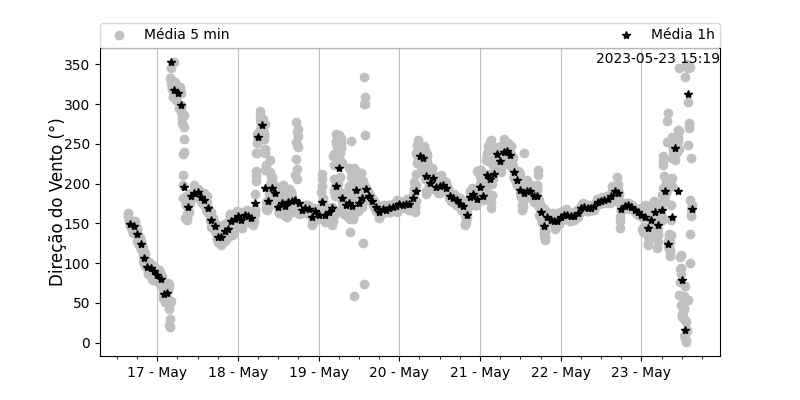 Média 5 min
Média 1h
2023-05-23 15:19
Direção do Vento (°)
350
300
250
200
150
100
50
0
17 - May
18 - May
19 - May
20 - May
21 - May
22 - May
23 - May